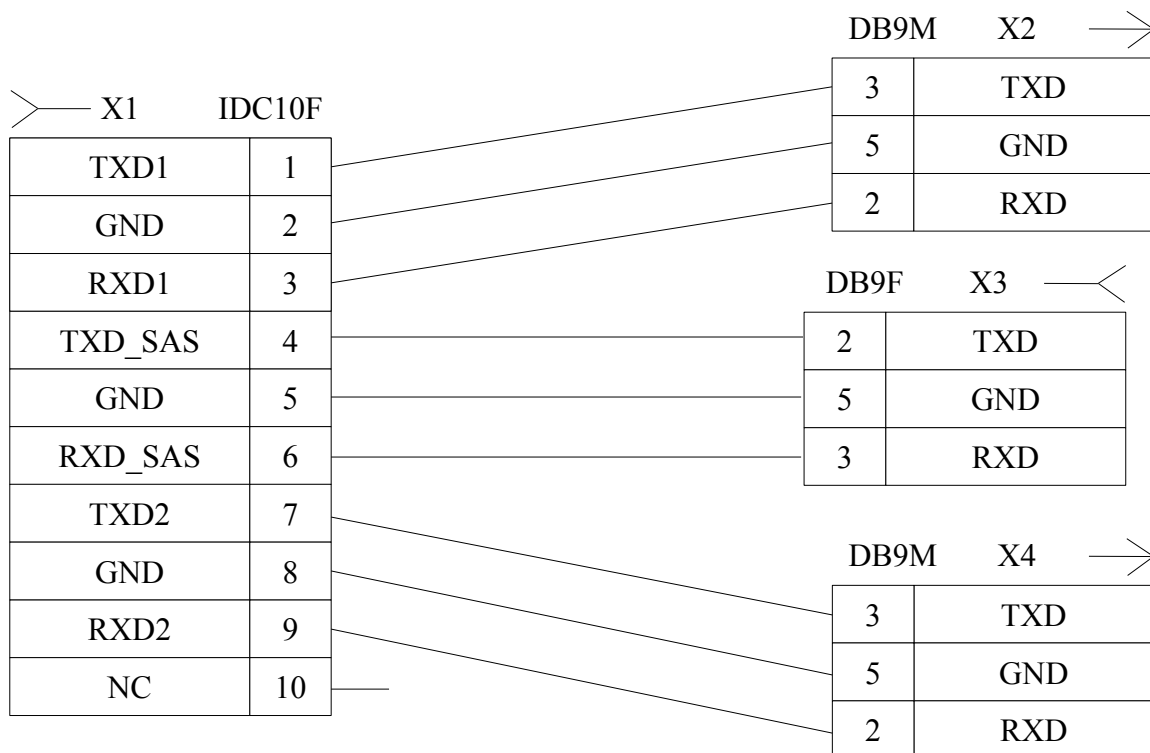 X1 IDC10F
TXD1 1
GND 2
RXD1 3
TXD_SAS 4
GND 5
RXD_SAS 6
TXD2 7
GND 8
RXD2 9
NC 10
DB9M X2
3 TXD
5 GND
2 RXD
DB9F X3
2 TXD
5 GND
3 RXD
DB9M X4
3 TXD
5 GND
2 RXD